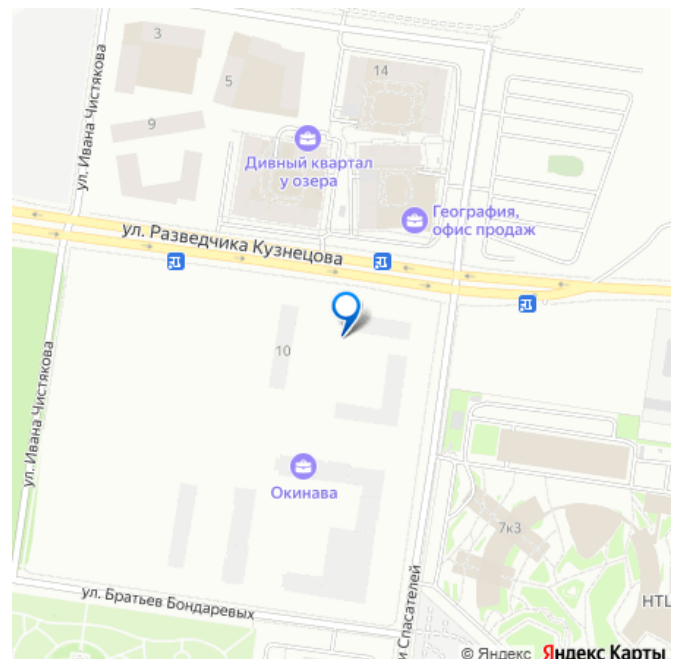 3
5
14
9
ул. Ивана Чистякова
Дивный квартал
у озера
География,
офис продаж
ул. Разведчика Кузнецова
10
ул. Ивана Чистякова
Окинава
7к3
НТЦ
ул. Братьев Бондаревых
и Спасателей
© Яндекс Яндекс Карты